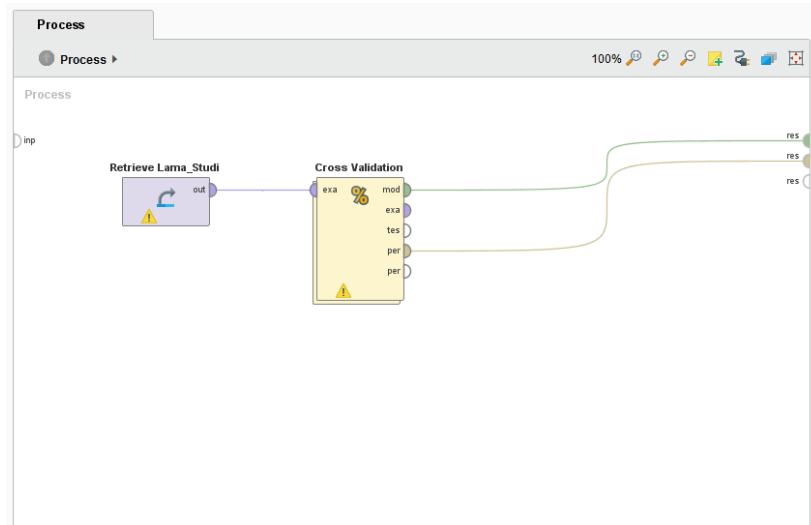 Process
Process
100%
Process
inp
res
res
res
Retrieve Lama_Studi
out
Cross Validation
exa
mod
exa
tes
per
per